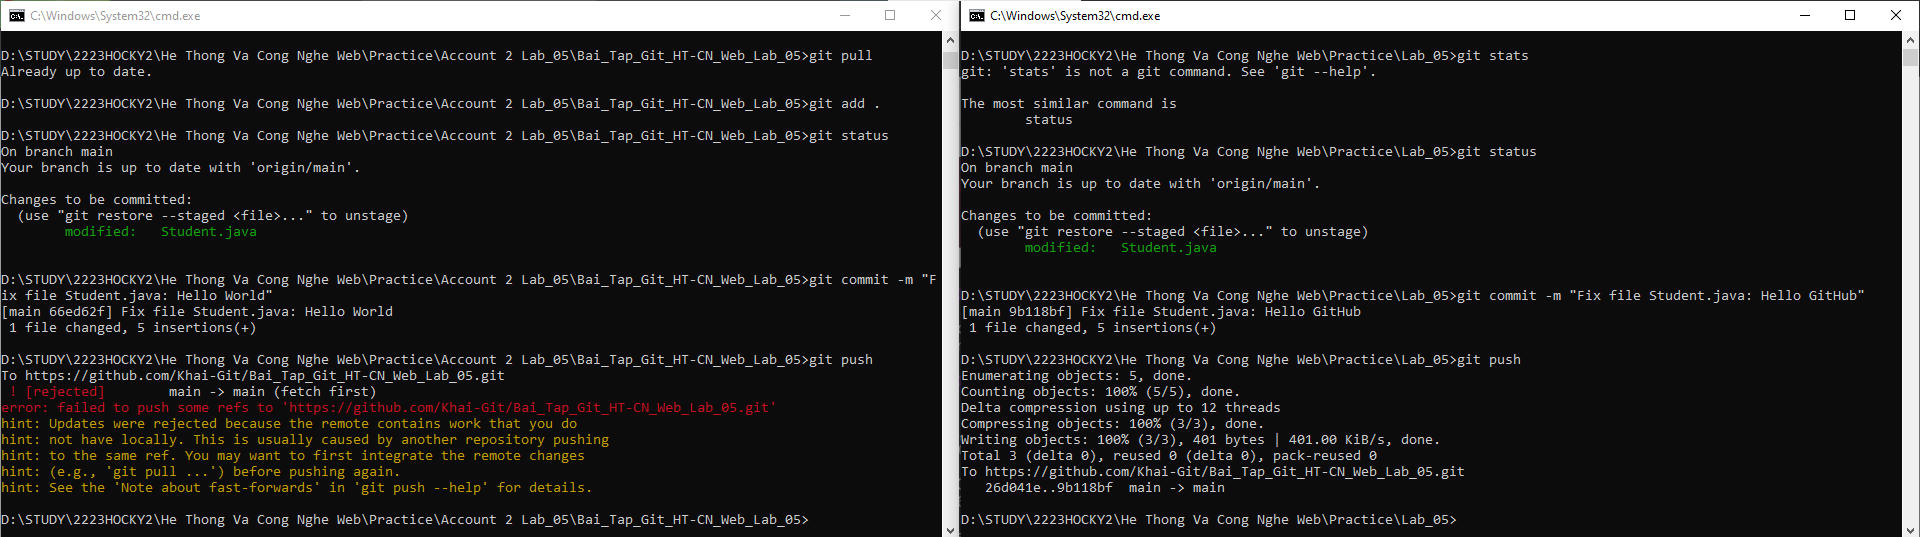 C:\Windows\System32\cmd.exe
D:\STUDY\2223HOCKY2\He Thong Va Cong Nghe Web\Practice\Account 2 Lab_05\Bai_Tap_Git_HT-CN_Web_Lab_05>git pull
Already up to date.
D:\STUDY\2223HOCKY2\He Thong Va Cong Nghe Web\Practice\Account 2 Lab_05\Bai_Tap_Git_HT-CN_Web_Lab_05>git add .
D:\STUDY\2223HOCKY2\He Thong Va Cong Nghe Web\Practice\Account 2 Lab_05\Bai_Tap_Git_HT-CN_Web_Lab_05>git status
On branch main
Your branch is up to date with 'origin/main'.
Changes to be committed:
  (use "git restore --staged <file>..." to unstage)
        modified:   Student.java
D:\STUDY\2223HOCKY2\He Thong Va Cong Nghe Web\Practice\Account 2 Lab_05\Bai_Tap_Git_HT-CN_Web_Lab_05>git commit -m "F
ix file Student.java: Hello World"
[main 66ed62f] Fix file Student.java: Hello World
 1 file changed, 5 insertions(+)
D:\STUDY\2223HOCKY2\He Thong Va Cong Nghe Web\Practice\Account 2 Lab_05\Bai_Tap_Git_HT-CN_Web_Lab_05>git push
To https://github.com/Khai-Git/Bai_Tap_Git_HT-CN_Web_Lab_05.git
 ! [rejected]        main -> main (fetch first)
error: failed to push some refs to 'https://github.com/Khai-Git/Bai_Tap_Git_HT-CN_Web_Lab_05.git'
hint: Updates were rejected because the remote contains work that you do
hint: not have locally. This is usually caused by another repository pushing
hint: to the same ref. You may want to first integrate the remote changes
hint: (e.g., 'git pull ...') before pushing again.
hint: See the 'Note about fast-forwards' in 'git push --help' for details.
D:\STUDY\2223HOCKY2\He Thong Va Cong Nghe Web\Practice\Account 2 Lab_05\Bai_Tap_Git_HT-CN_Web_Lab_05>
C:\Windows\System32\cmd.exe
D:\STUDY\2223HOCKY2\He Thong Va Cong Nghe Web\Practice\Lab_05>git stats
git: 'stats' is not a git command. See 'git --help'.
The most similar command is
        status
D:\STUDY\2223HOCKY2\He Thong Va Cong Nghe Web\Practice\Lab_05>git status
On branch main
Your branch is up to date with 'origin/main'.
Changes to be committed:
  (use "git restore --staged <file>..." to unstage)
        modified:   Student.java
D:\STUDY\2223HOCKY2\He Thong Va Cong Nghe Web\Practice\Lab_05>git commit -m "Fix file Student.java: Hello GitHub"
[main 9b118bf] Fix file Student.java: Hello GitHub
 1 file changed, 5 insertions(+)
D:\STUDY\2223HOCKY2\He Thong Va Cong Nghe Web\Practice\Lab_05>git push
Enumerating objects: 5, done.
Counting objects: 100% (5/5), done.
Delta compression using up to 12 threads
Compressing objects: 100% (3/3), done.
Writing objects: 100% (3/3), 401 bytes | 401.00 KiB/s, done.
Total 3 (delta 0), reused 0 (delta 0), pack-reused 0
To https://github.com/Khai-Git/Bai_Tap_Git_HT-CN_Web_Lab_05.git
   26d041e..9b118bf  main -> main
D:\STUDY\2223HOCKY2\He Thong Va Cong Nghe Web\Practice\Lab_05>